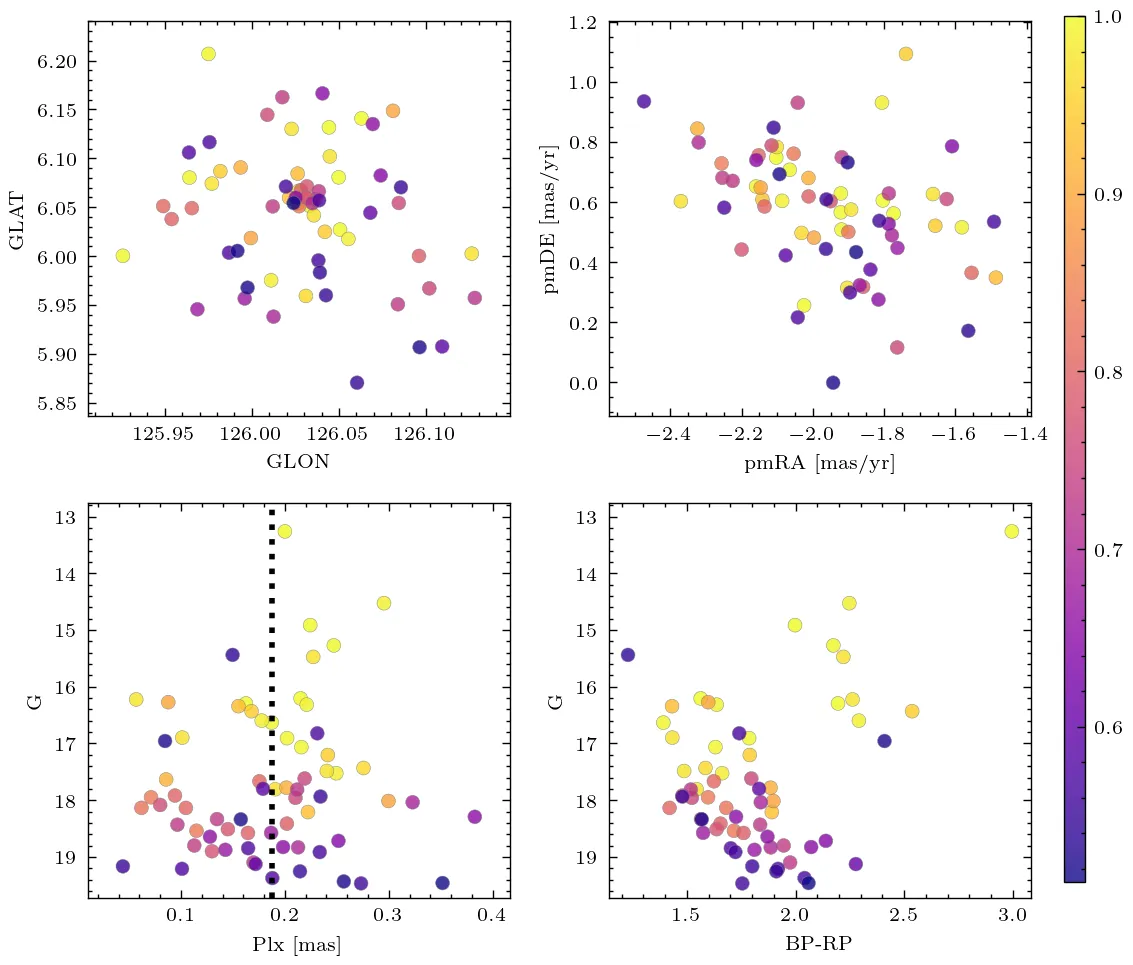 6.20
6.15
6.10
6.05
6.00
5.95
5.90
5.85
GLAT
125.95 126.00 126.05 126.10
GLON
1.2
1.0
0.8
0.6
0.4
0.2
0.0
pmDE [mas/yr]
−2.4 −2.2 −2.0 −1.8 −1.6 −1.4
pmRA [mas/yr]
1.0
0.9
0.8
0.7
0.6
13
14
15
16
17
18
19
G
0.1 0.2 0.3 0.4
Plx [mas]
13
14
15
16
17
18
19
G
1.5 2.0 2.5 3.0
BP-RP